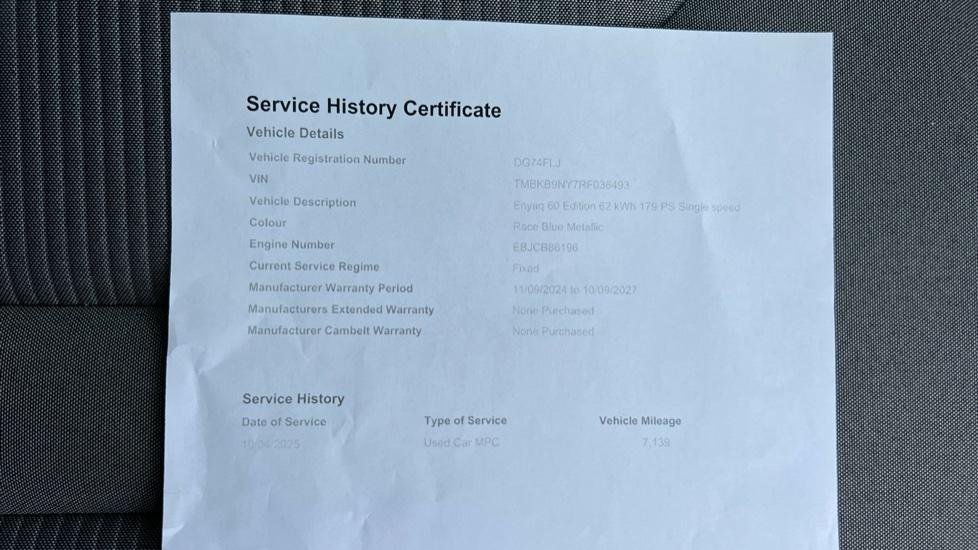 Service History Certificate
Vehicle Details
Vehicle Registration Number DG74FLJ
VIN TMBKB9NY7RF036493
Vehicle Description Enyaq 60 Edition 62 kWh 179 PS Single speed
Colour Race Blue Metallic
Engine Number EBJCB86196
Current Service Regime Fixed
Manufacturer Warranty Period 11/09/2024 to 10/09/2027
Manufacturers Extended Warranty None Purchased
Manufacturer Cambelt Warranty None Purchased
Service History
Date of Service Type of Service Vehicle Mileage
Used Car MPC 7,139